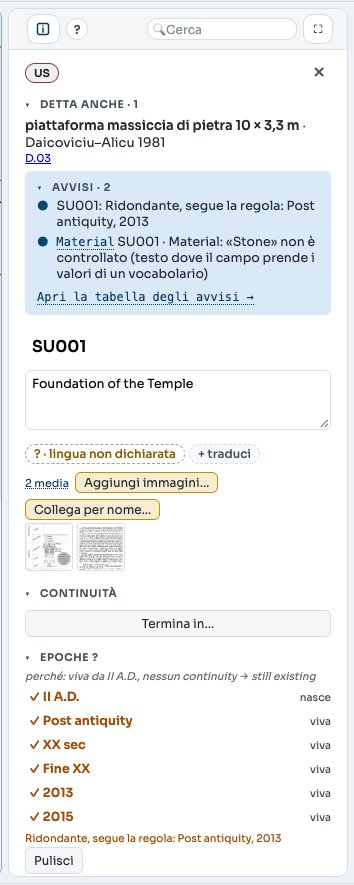 i ? Cerca
US ✕
DETTA ANCHE · 1
piattaforma massiccia di pietra 10 × 3,3 m ·
Daicoviciu–Alicu 1981
D.03
AVVISI · 2
SU001: Ridondante, segue la regola: Post
antiquity, 2013
Material SU001 · Material: «Stone» non è
controllato (testo dove il campo prende i
valori di un vocabolario)
Apri la tabella degli avvisi →
SU001
Foundation of the Temple
? · lingua non dichiarata + traduci
2 media Aggiungi immagini...
Collega per nome...
CONTINUITÀ
Termina in...
EPOCHE ?
perché: viva da II A.D., nessun continuity → still existing
✓ II A.D. nasce
✓ Post antiquity viva
✓ XX sec viva
✓ Fine XX viva
✓ 2013 viva
✓ 2015 viva
Ridondante, segue la regola: Post antiquity, 2013
Pulisci